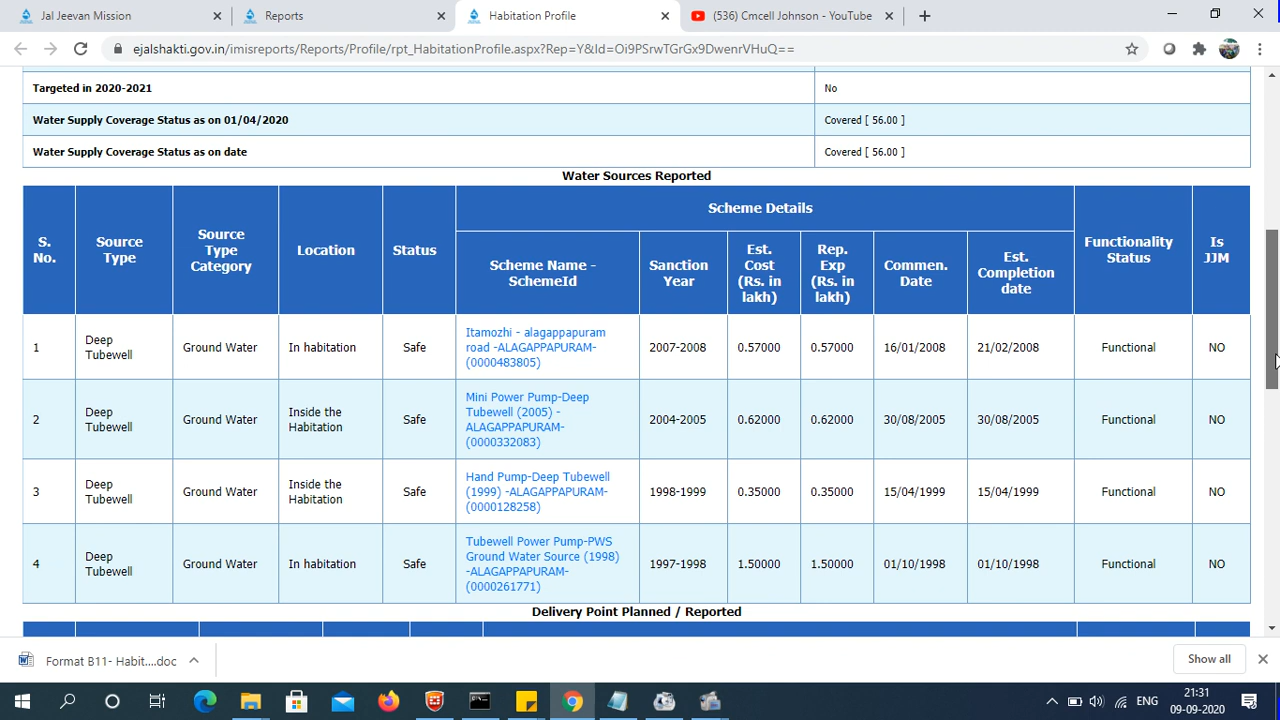 Jal Jeevan Mission
Reports
Habitation Profile
(536) Cmcell Johnson - YouTube
ejalshakti.gov.in/imisreports/Reports/Profile/rpt_HabitationProfile.aspx?Rep=Y&Id=Oi9PSrwTGrGx9DwenrVHuQ==
Targeted in 2020-2021 No
Water Supply Coverage Status as on 01/04/2020 Covered [ 56.00 ]
Water Supply Coverage Status as on date Covered [ 56.00 ]
Water Sources Reported
S. No.
Source Type
Source Type Category
Location
Status
Scheme Details
Scheme Name - SchemeId
Sanction Year
Est. Cost (Rs. in lakh)
Rep. Exp (Rs. in lakh)
Commen. Date
Est. Completion date
Functionality Status
Is JJM
1 Deep Tubewell Ground Water In habitation Safe Itamozhi - alagappapuram road -ALAGAPPAPURAM- (0000483805) 2007-2008 0.57000 0.57000 16/01/2008 21/02/2008 Functional NO
2 Deep Tubewell Ground Water Inside the Habitation Safe Mini Power Pump-Deep Tubewell (2005) - ALAGAPPAPURAM- (0000332083) 2004-2005 0.62000 0.62000 30/08/2005 30/08/2005 Functional NO
3 Deep Tubewell Ground Water Inside the Habitation Safe Hand Pump-Deep Tubewell (1999) -ALAGAPPAPURAM- (0000128258) 1998-1999 0.35000 0.35000 15/04/1999 15/04/1999 Functional NO
4 Deep Tubewell Ground Water In habitation Safe Tubewell Power Pump-PWS Ground Water Source (1998) -ALAGAPPAPURAM- (0000261771) 1997-1998 1.50000 1.50000 01/10/1998 01/10/1998 Functional NO
Delivery Point Planned / Reported
Format B11- Habit....doc
Show all
ENG
21:31
09-09-2020